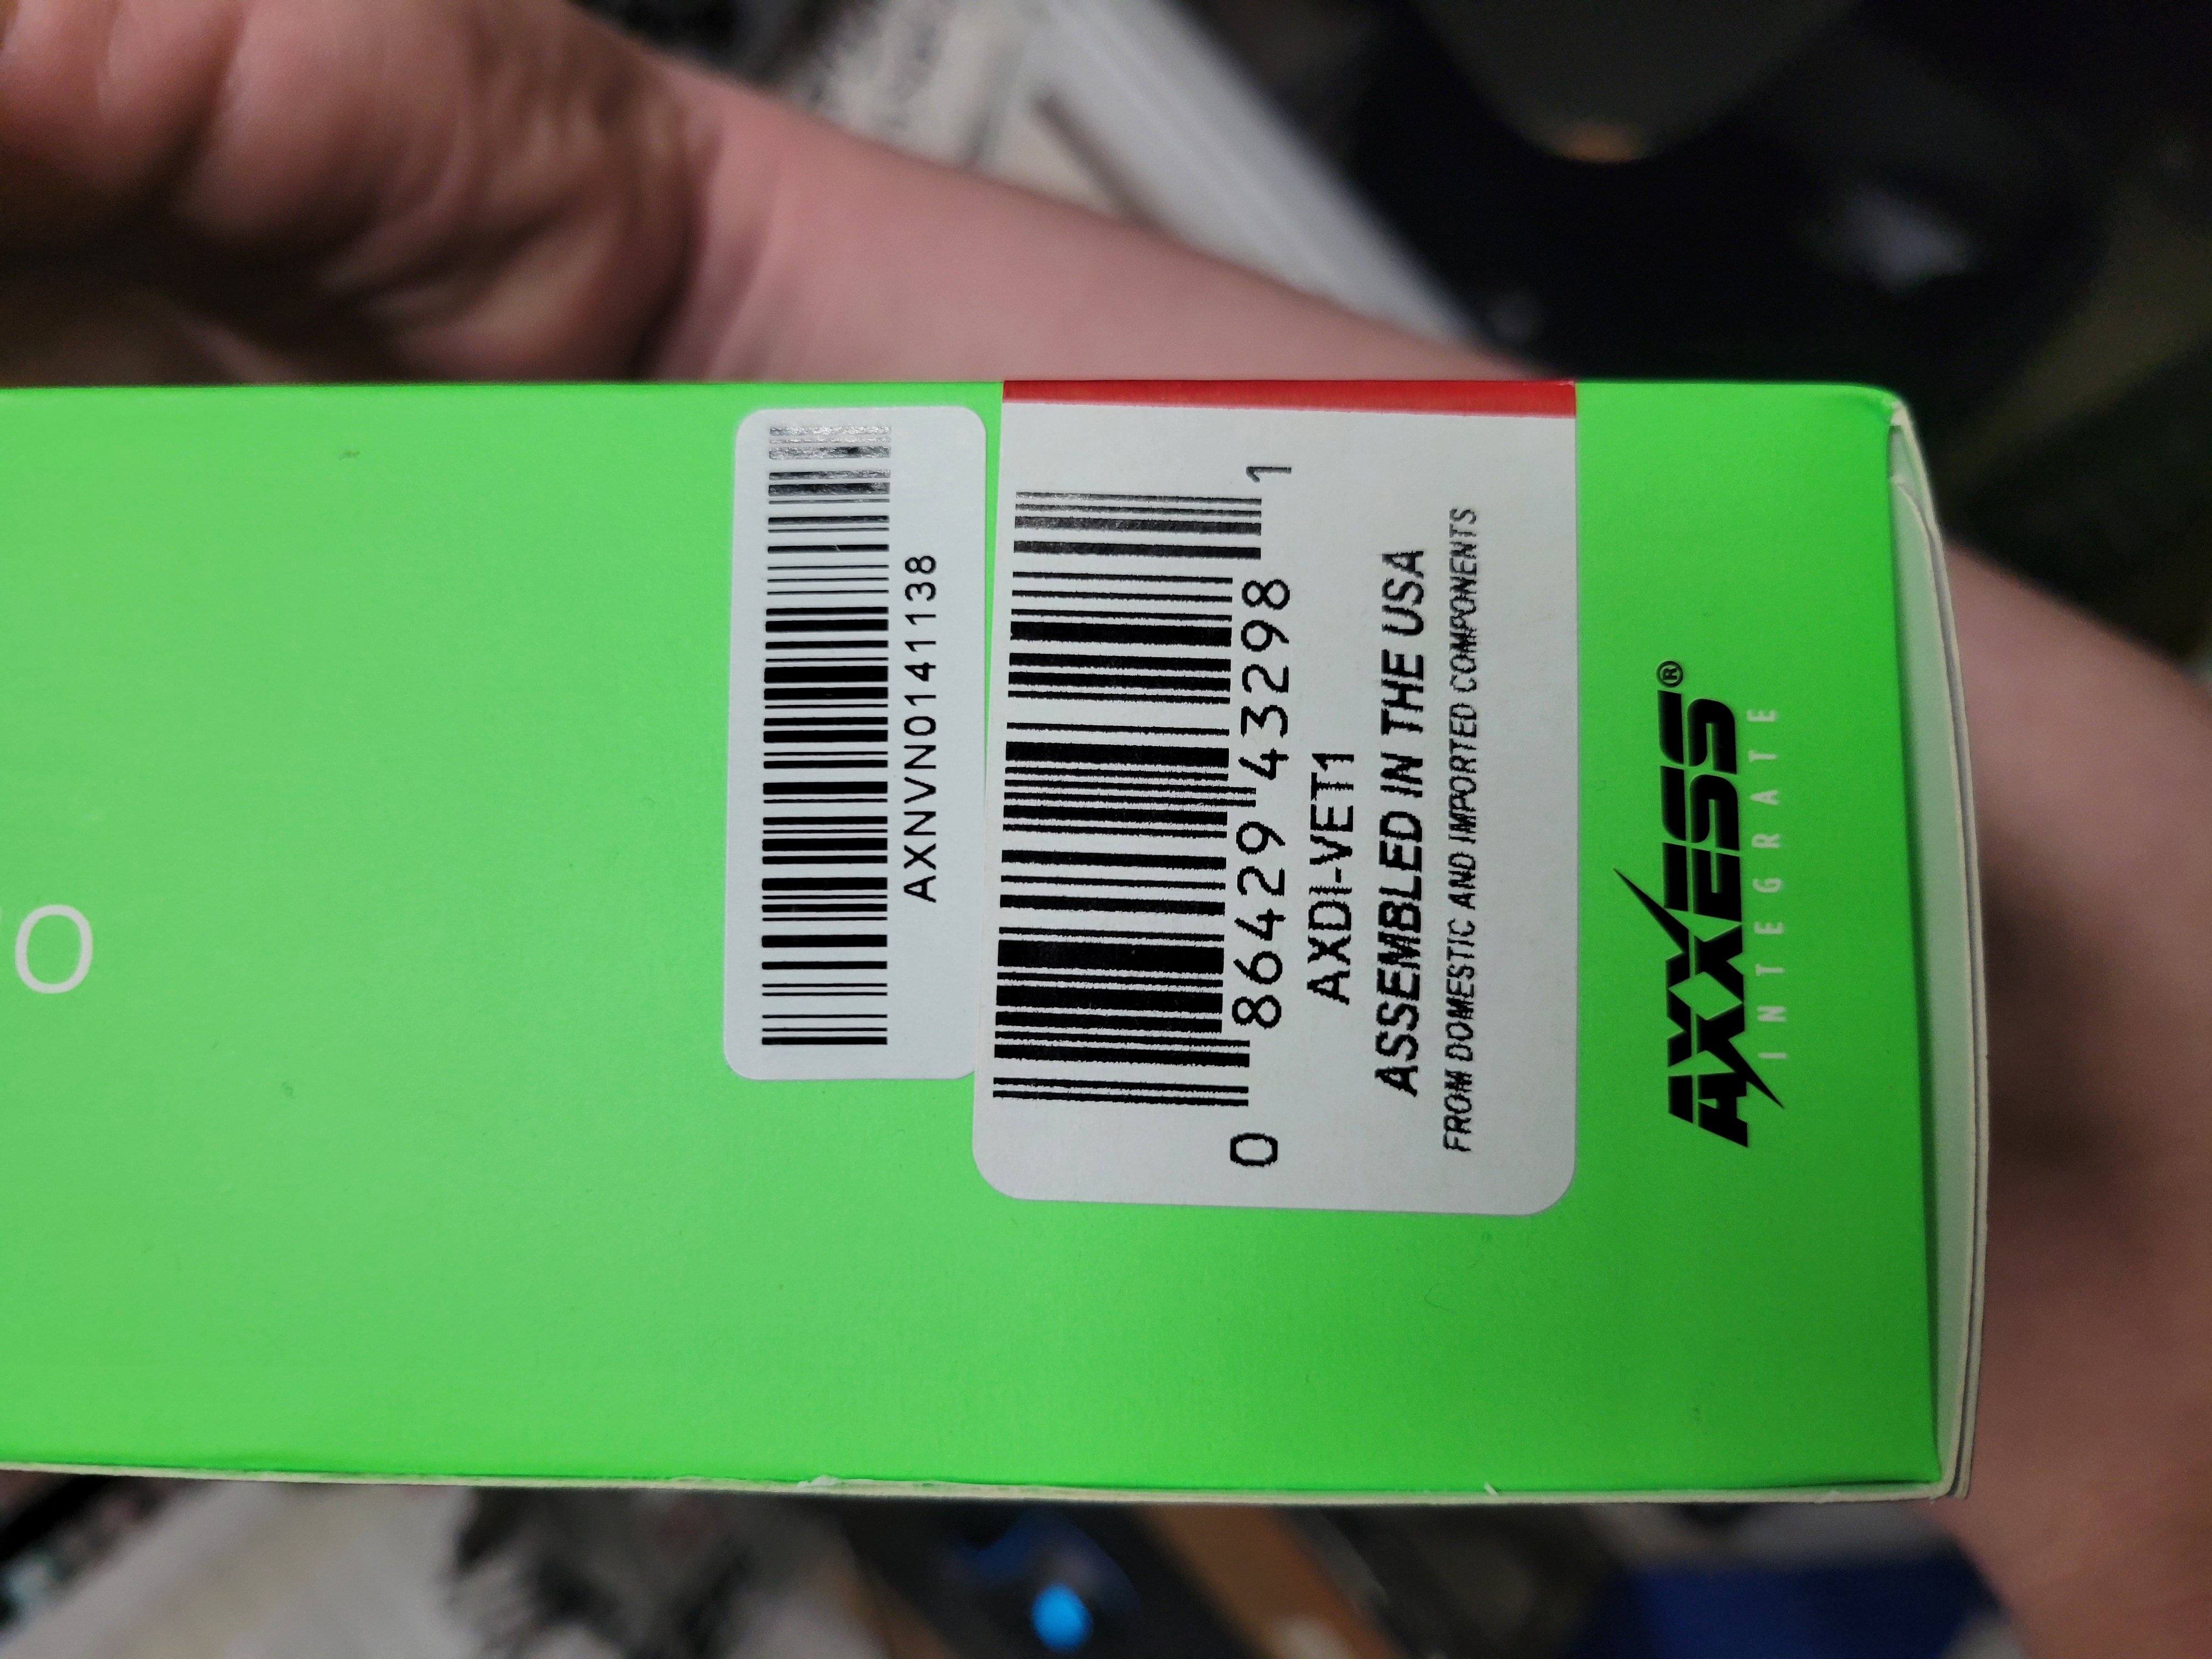 AXNVN0141138
0 86429 43298 1
AXDI-VET1
ASSEMBLED IN THE USA
FROM DOMESTIC AND IMPORTED COMPONENTS
AXXESS®
INTEGRATE